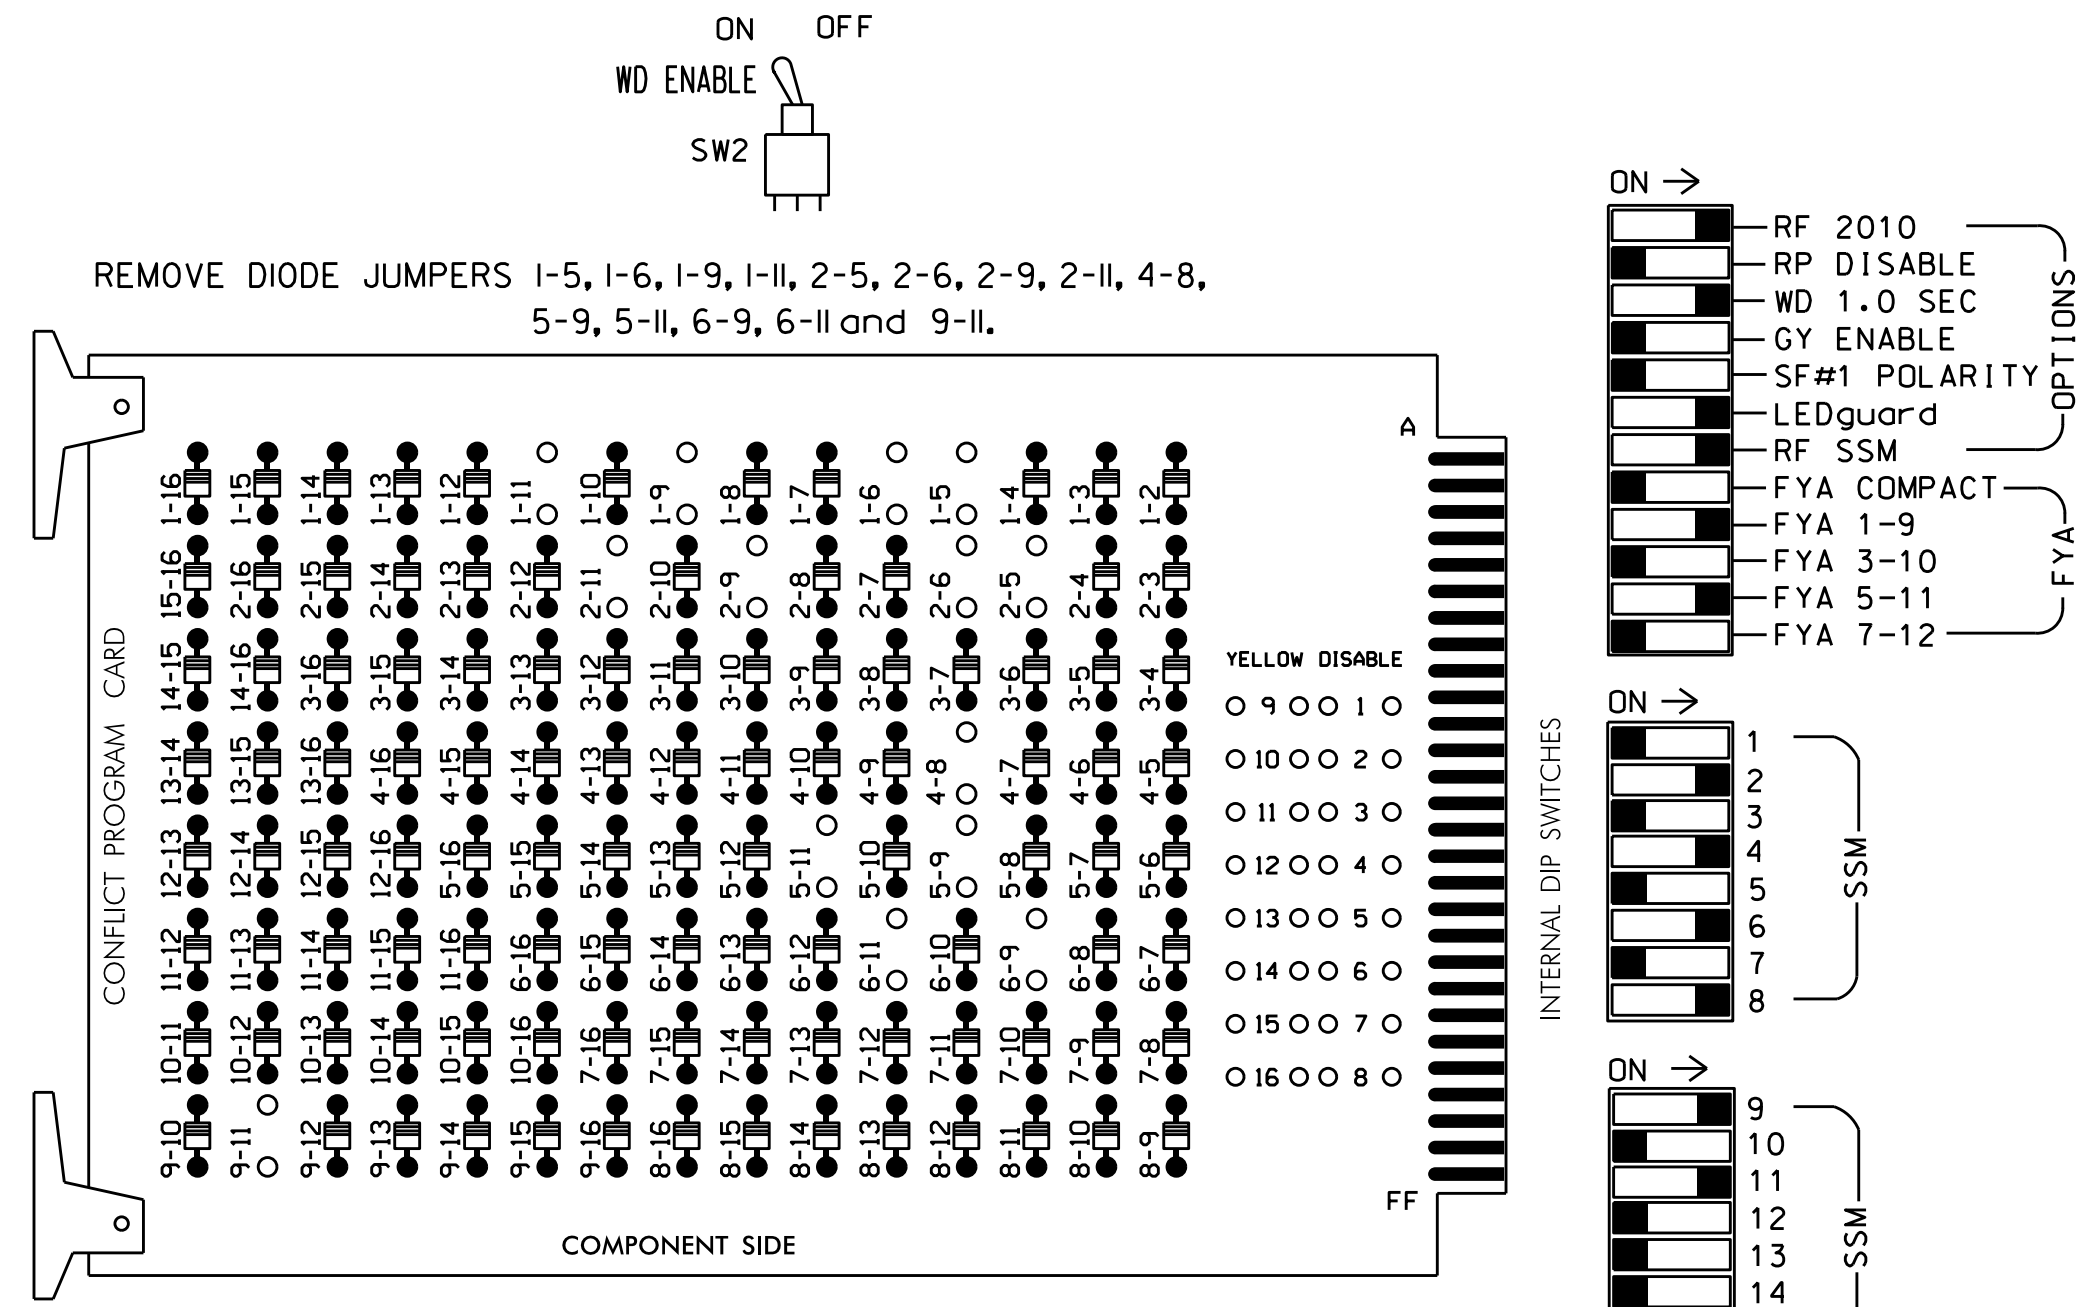 ON OFF
WD ENABLE
SW2
REMOVE DIODE JUMPERS 1-5, 1-6, 1-9, 1-11, 2-5, 2-6, 2-9, 2-11, 4-8,
5-9, 5-11, 6-9, 6-11 and 9-11.
CONFLICT PROGRAM CARD
A
1-16 1-15 1-14 1-13 1-12 1-11 1-10 1-9 1-8 1-7 1-6 1-5 1-4 1-3 1-2
15-16 2-16 2-15 2-14 2-13 2-12 2-11 2-10 2-9 2-8 2-7 2-6 2-5 2-4 2-3
14-15 14-16 3-16 3-15 3-14 3-13 3-12 3-11 3-10 3-9 3-8 3-7 3-6 3-5 3-4
13-14 13-15 13-16 4-16 4-15 4-14 4-13 4-12 4-11 4-10 4-9 4-8 4-7 4-6 4-5
12-13 12-14 12-15 12-16 5-16 5-15 5-14 5-13 5-12 5-11 5-10 5-9 5-8 5-7 5-6
11-12 11-13 11-14 11-15 11-16 6-16 6-15 6-14 6-13 6-12 6-11 6-10 6-9 6-8 6-7
10-11 10-12 10-13 10-14 10-15 10-16 7-16 7-15 7-14 7-13 7-12 7-11 7-10 7-9 7-8
9-10 9-11 9-12 9-13 9-14 9-15 9-16 8-16 8-15 8-14 8-13 8-12 8-11 8-10 8-9
YELLOW DISABLE
9 1
10 2
11 3
12 4
13 5
14 6
15 7
16 8
FF
COMPONENT SIDE
INTERNAL DIP SWITCHES
ON →
RF 2010
RP DISABLE
WD 1.0 SEC
GY ENABLE
SF#1 POLARITY
LEDguard
RF SSM
OPTIONS
FYA COMPACT
FYA 1-9
FYA 3-10
FYA 5-11
FYA 7-12
FYA
ON →
1
2
3
4
5
6
7
8
SSM
ON →
9
10
11
12
13
14
SSM